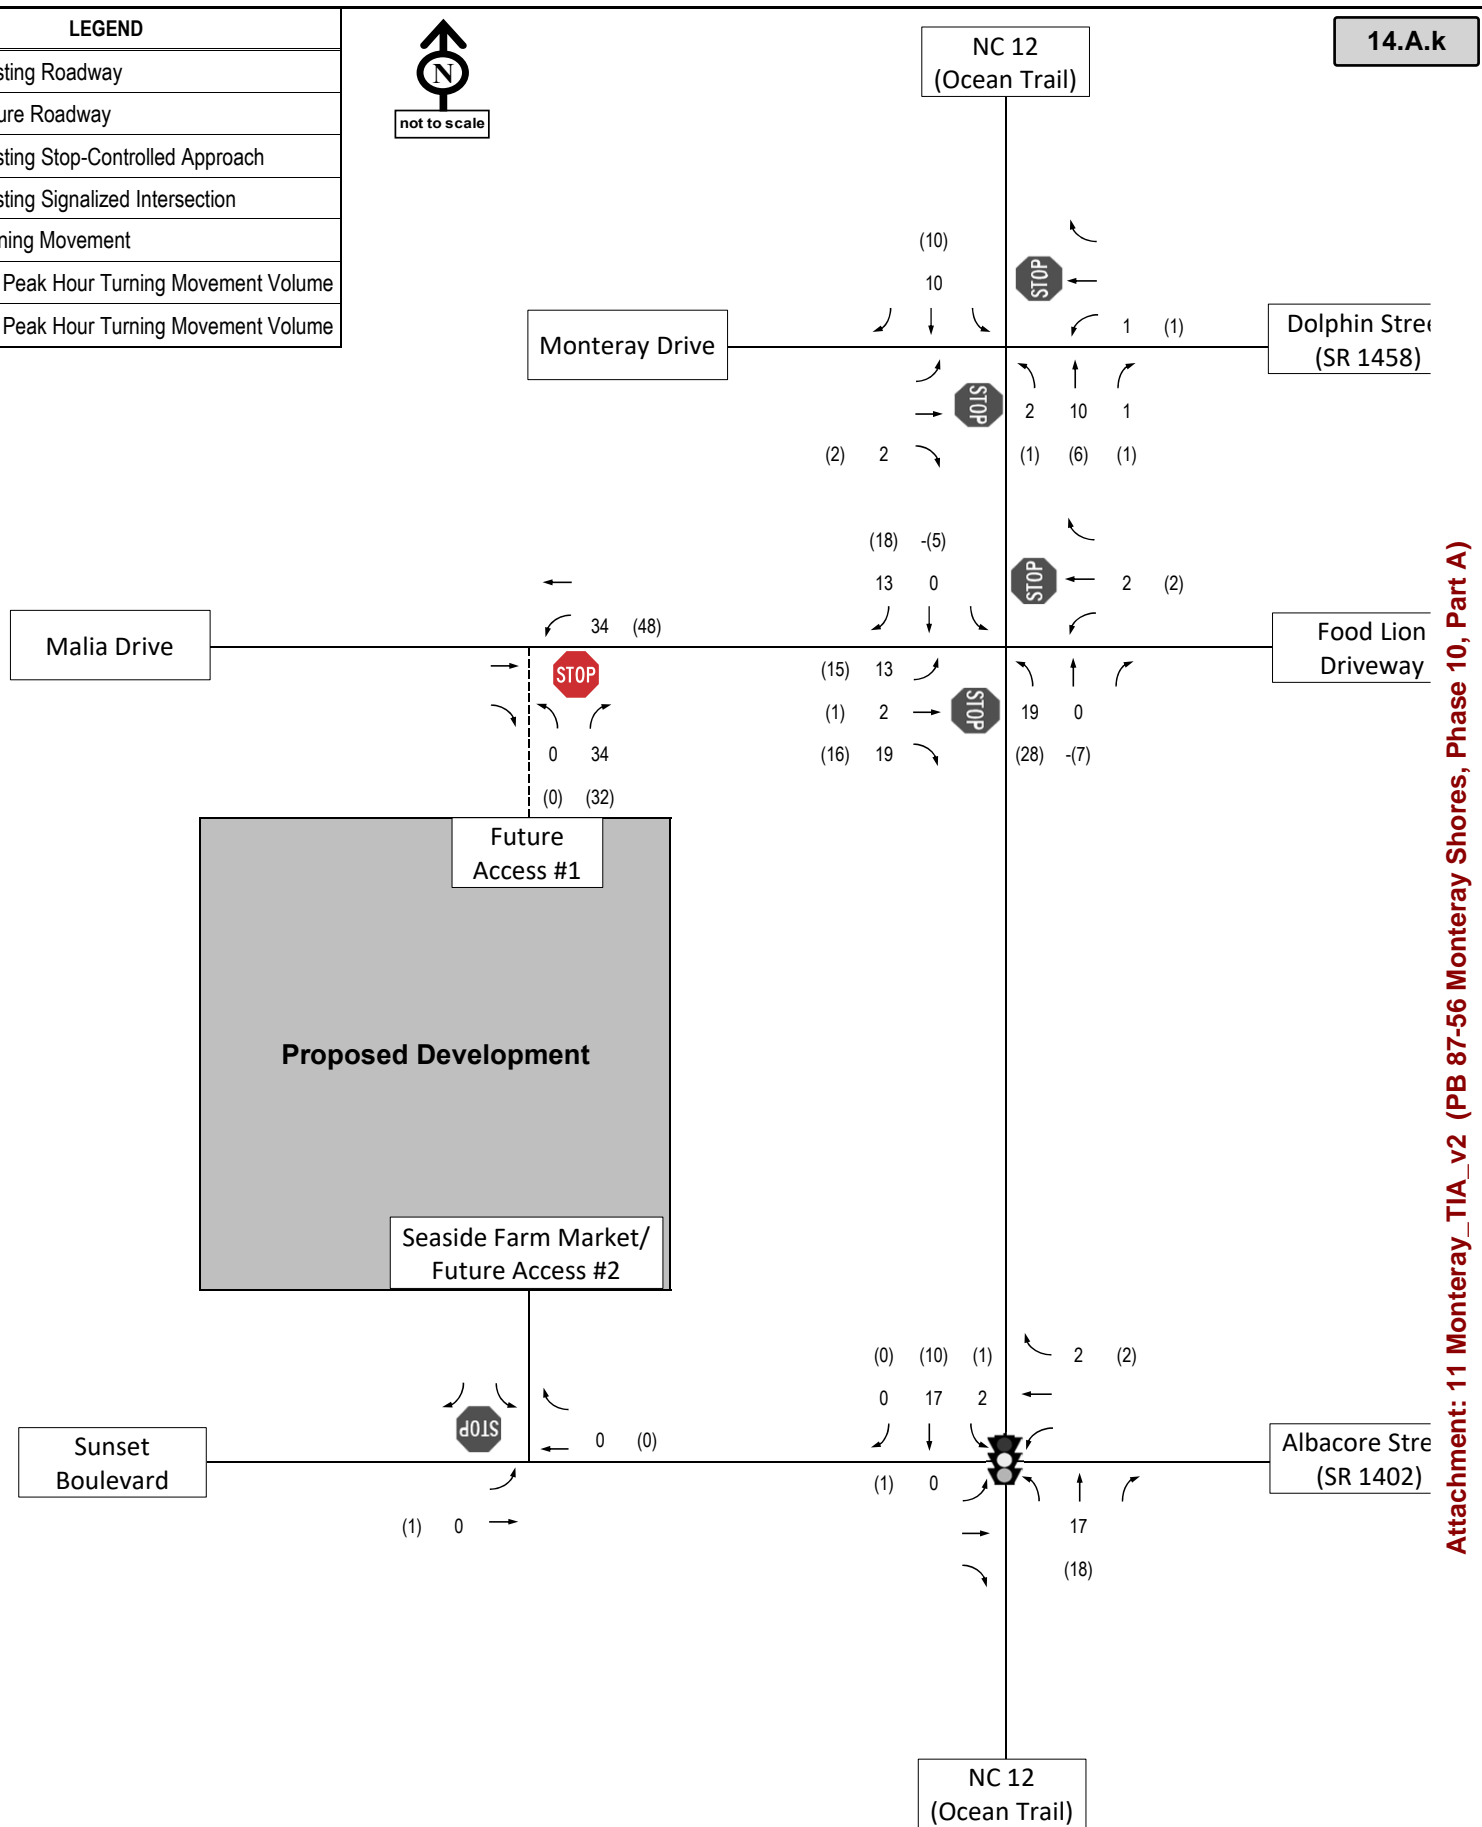 LEGEND
sting Roadway
ure Roadway
sting Stop-Controlled Approach
sting Signalized Intersection
ning Movement
Peak Hour Turning Movement Volume
Peak Hour Turning Movement Volume
N
not to scale
NC 12
(Ocean Trail)
14.A.k
(10)
10
STOP
1 (1)
Monteray Drive
Dolphin Stree
(SR 1458)
STOP
2 10 1
(2) 2
(1) (6) (1)
(18) -(5)
13 0
STOP
2 (2)
Malia Drive
34 (48)
Food Lion
Driveway
STOP
(15) 13
(1) 2
STOP
19 0
0 34
(16) 19
(28) -(7)
(0) (32)
Future
Access #1
Proposed Development
Seaside Farm Market/
Future Access #2
(0) (10) (1)
2 (2)
0 17 2
STOP
0 (0)
Sunset
Boulevard
Albacore Stre
(SR 1402)
(1) 0
(1) 0
17
(18)
NC 12
(Ocean Trail)
Attachment: 11 Monteray_TIA_v2 (PB 87-56 Monteray Shores, Phase 10, Part A)